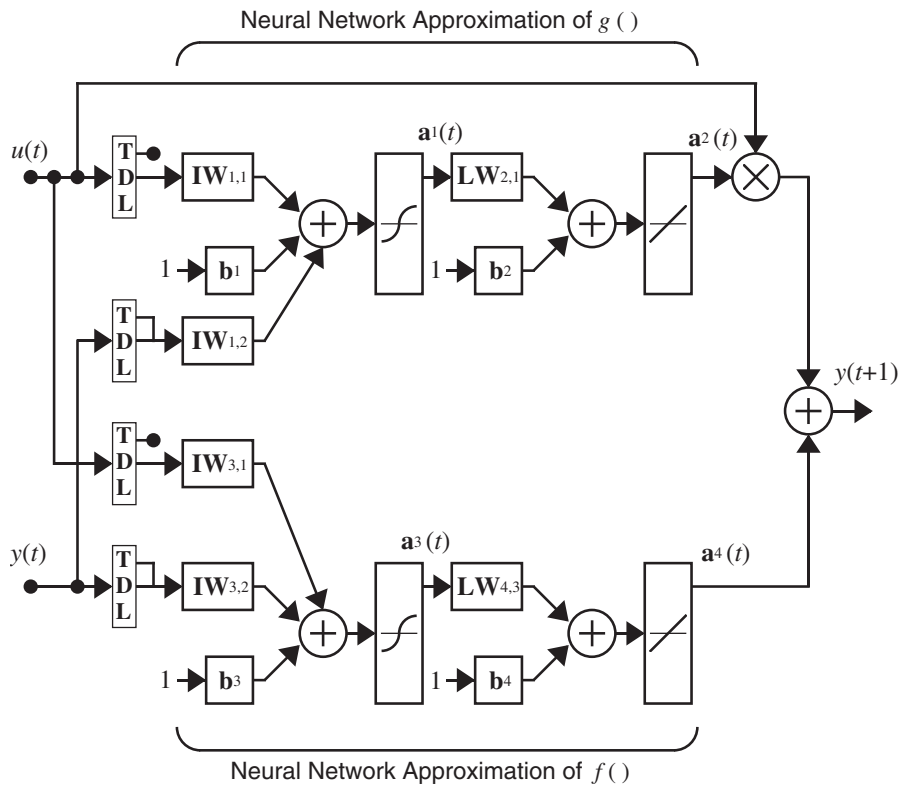 Neural Network Approximation of g ( )
u(t)
T
D
L
IW1,1
1
b1
a1(t)
LW2,1
1
b2
a2 (t)
T
D
L
IW1,2
y(t+1)
T
D
L
IW3,1
y(t)
T
D
L
IW3,2
1
b3
a3 (t)
LW4,3
1
b4
a4 (t)
Neural Network Approximation of f ( )